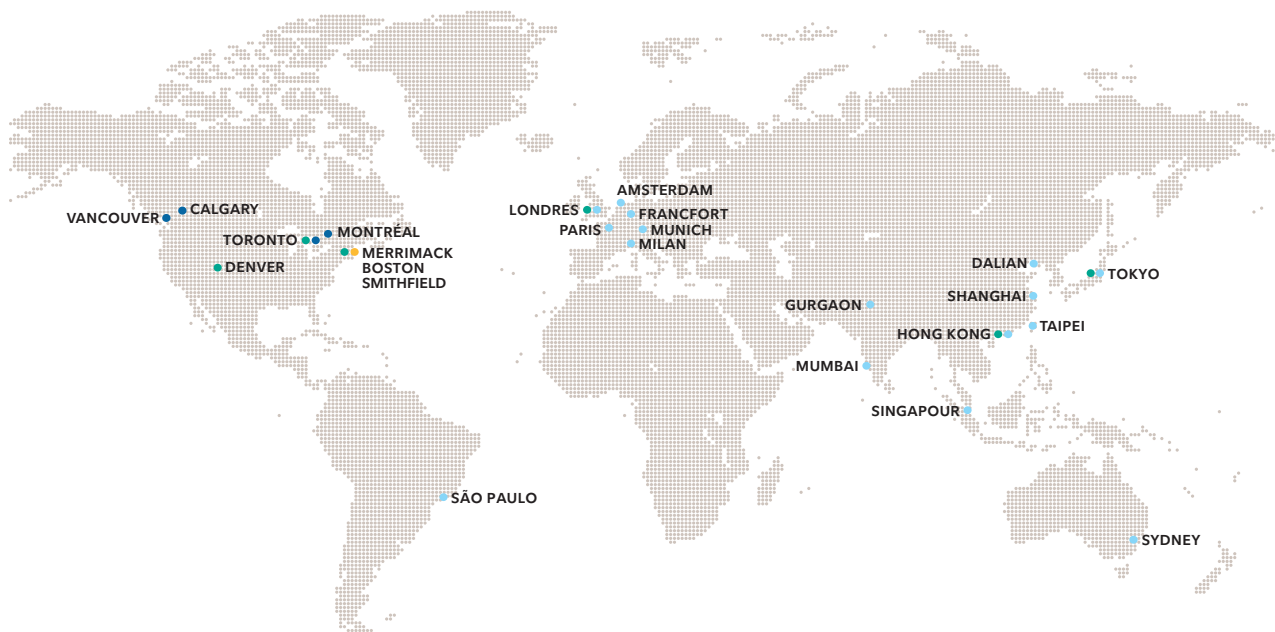 AMSTERDAM
VANCOUVER
CALGARY
LONDRES
FRANCFORT
PARIS
MUNICH
TORONTO
MONTRÉAL
MILAN
MERRIMACK
BOSTON
SMITHFIELD
DENVER
DALIAN
TOKYO
SHANGHAI
GURGAON
TAIPEI
HONG KONG
MUMBAI
SINGAPOUR
SÃO PAULO
SYDNEY